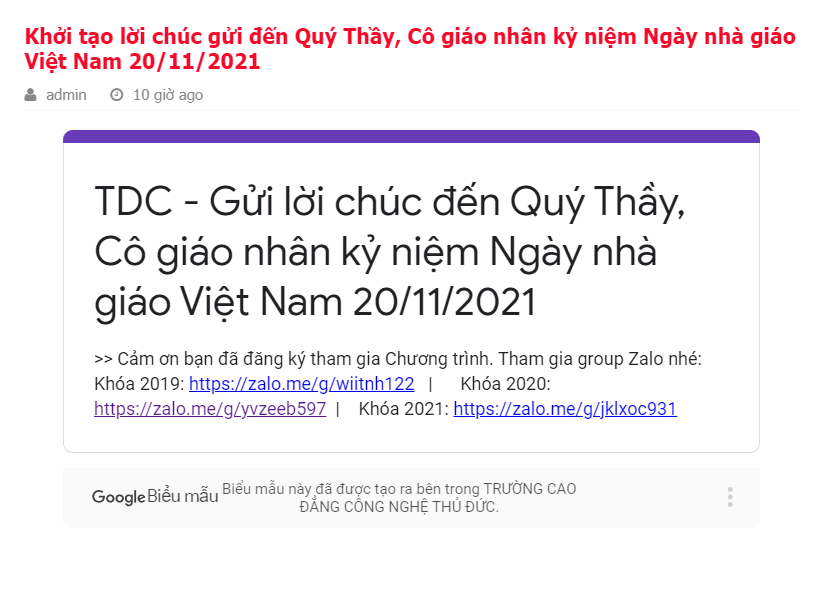 Khởi tạo lời chúc gửi đến Quý Thầy, Cô giáo nhân kỷ niệm Ngày nhà giáo
Việt Nam 20/11/2021
admin 10 giờ ago
TDC - Gửi lời chúc đến Quý Thầy,
Cô giáo nhân kỷ niệm Ngày nhà
giáo Việt Nam 20/11/2021
>> Cảm ơn bạn đã đăng ký tham gia Chương trình. Tham gia group Zalo nhé:
Khóa 2019: https://zalo.me/g/wiitnh122 | Khóa 2020:
https://zalo.me/g/yvzeeb597 | Khóa 2021: https://zalo.me/g/jklxoc931
Google Biểu mẫu Biểu mẫu này đã được tạo ra bên trong TRƯỜNG CAO
ĐẲNG CÔNG NGHỆ THỦ ĐỨC.